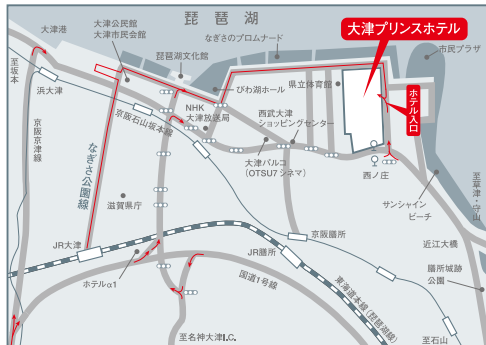 琵琶湖
大津港
大津公民館
大津市民会館
なぎさのプロムナード
大津プリンスホテル
市民プラザ
至坂本
琵琶湖文化館
浜大津
びわ湖ホール
県立体育館
ホテル入口
京阪石山坂本線
NHK
大津放送局
西武大津
ショッピングセンター
京阪京津線
なぎさ公園線
大津パルコ
(OTSU7 シネマ)
西ノ庄
滋賀県庁
サンシャイン
ビーチ
至草津・守山
京阪膳所
近江大橋
JR大津
JR膳所
膳所城跡
公園
ホテルα1
国道1号線
東海道本線(琵琶湖線)
至名神大津I.C.
至石山